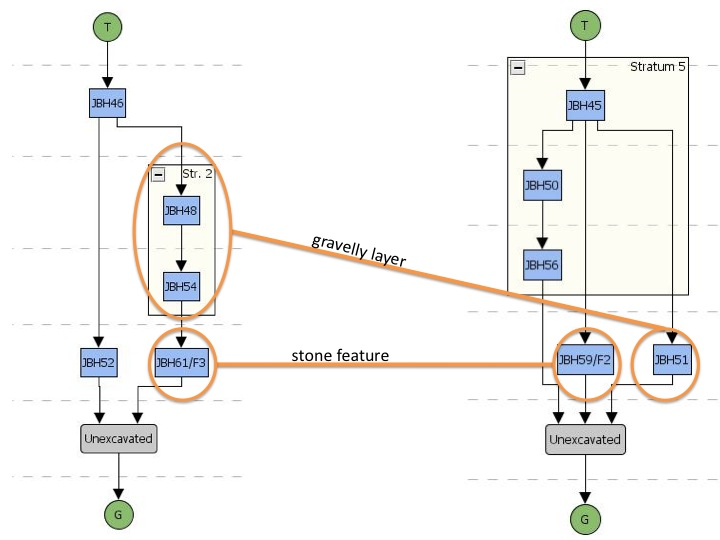 T
JBH46
Str. 2
JBH48
JBH54
JBH52
JBH61/F3
Unexcavated
G
gravelly layer
stone feature
T
Stratum 5
JBH45
JBH50
JBH56
JBH59/F2
JBH51
Unexcavated
G